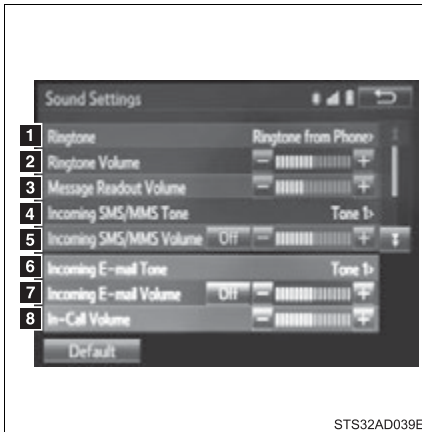 Sound Settings
1 Ringtone Ringtone from Phone>
2 Ringtone Volume − +
3 Message Readout Volume − +
4 Incoming SMS/MMS Tone Tone 1>
5 Incoming SMS/MMS Volume Off − +
6 Incoming E-mail Tone Tone 1>
7 Incoming E-mail Volume Off − +
8 In-Call Volume − +
Default
STS32AD039E